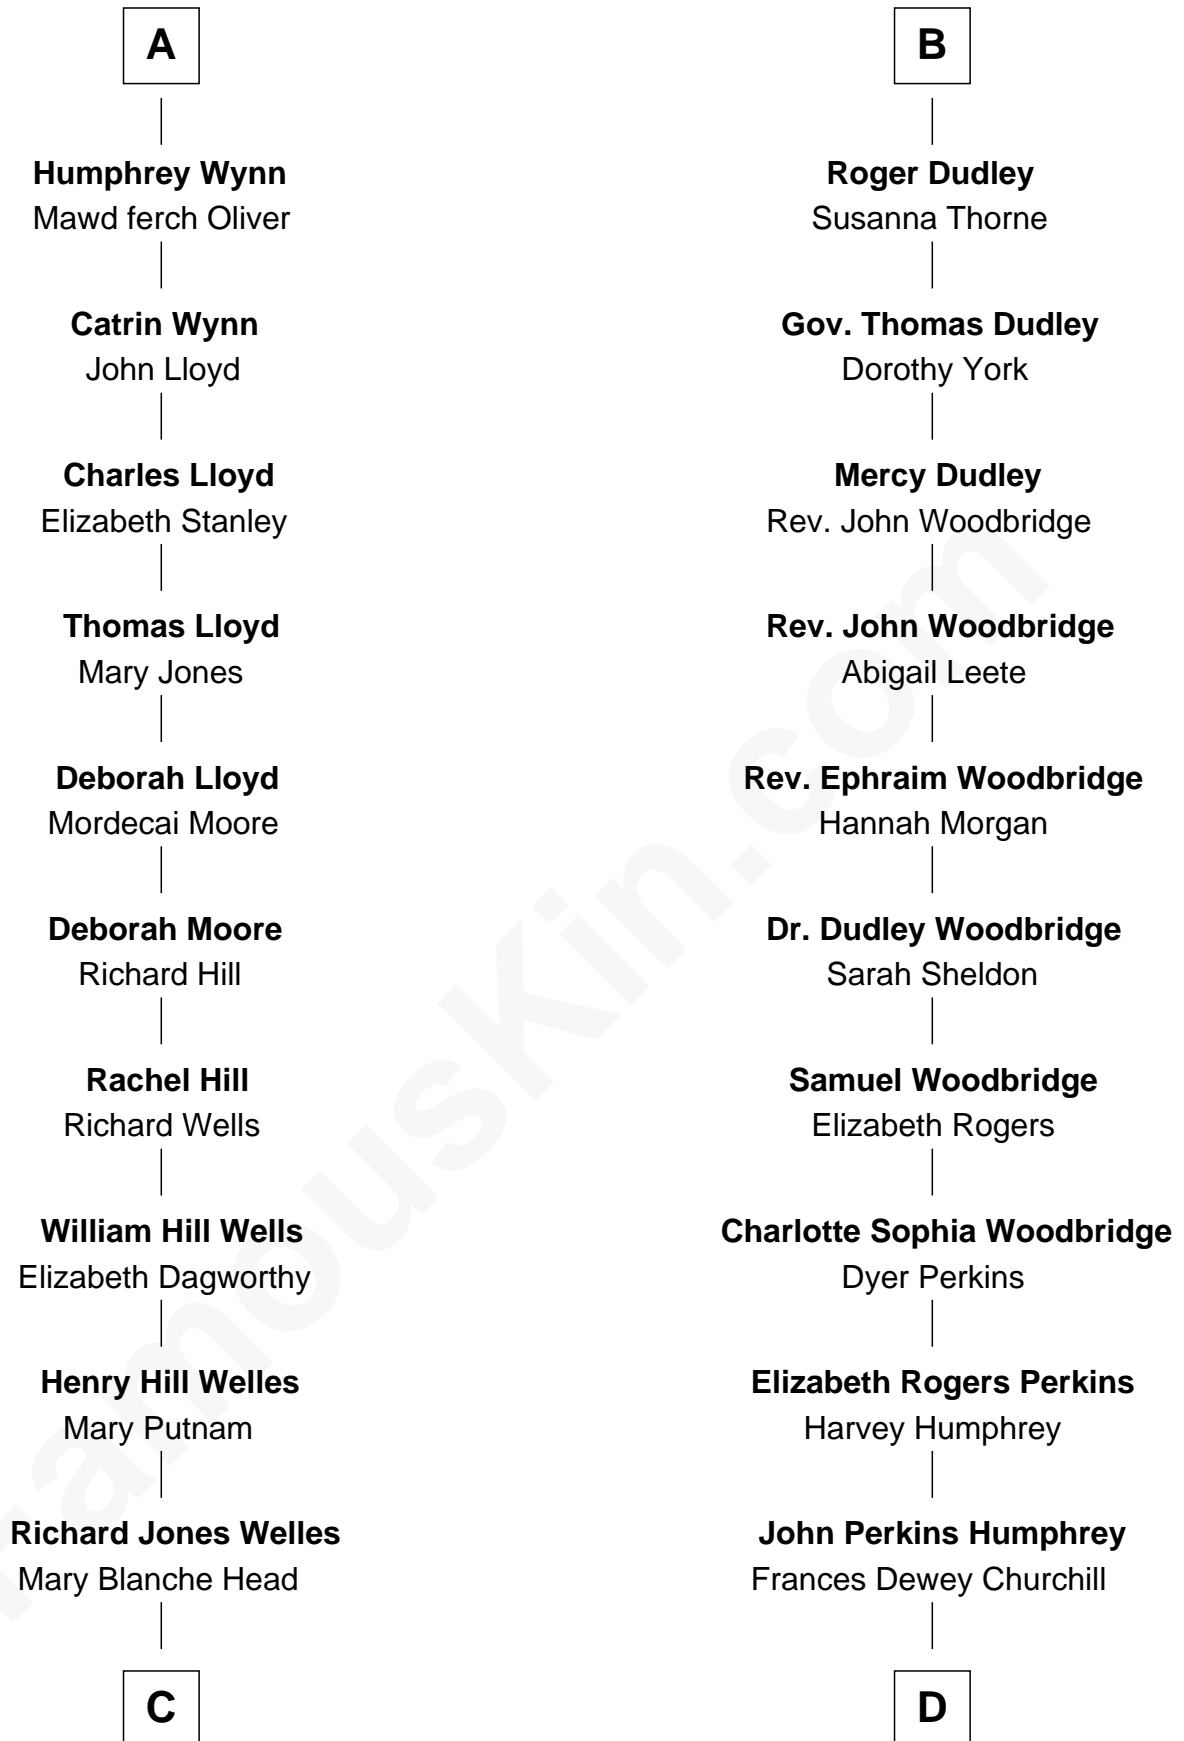 A
Humphrey Wynn
Mawd ferch Oliver
Catrin Wynn
John Lloyd
Charles Lloyd
Elizabeth Stanley
Thomas Lloyd
Mary Jones
Deborah Lloyd
Mordecai Moore
Deborah Moore
Richard Hill
Rachel Hill
Richard Wells
William Hill Wells
Elizabeth Dagworthy
Henry Hill Welles
Mary Putnam
Richard Jones Welles
Mary Blanche Head
C
B
Roger Dudley
Susanna Thorne
Gov. Thomas Dudley
Dorothy York
Mercy Dudley
Rev. John Woodbridge
Rev. John Woodbridge
Abigail Leete
Rev. Ephraim Woodbridge
Hannah Morgan
Dr. Dudley Woodbridge
Sarah Sheldon
Samuel Woodbridge
Elizabeth Rogers
Charlotte Sophia Woodbridge
Dyer Perkins
Elizabeth Rogers Perkins
Harvey Humphrey
John Perkins Humphrey
Frances Dewey Churchill
D
FamousKin.com